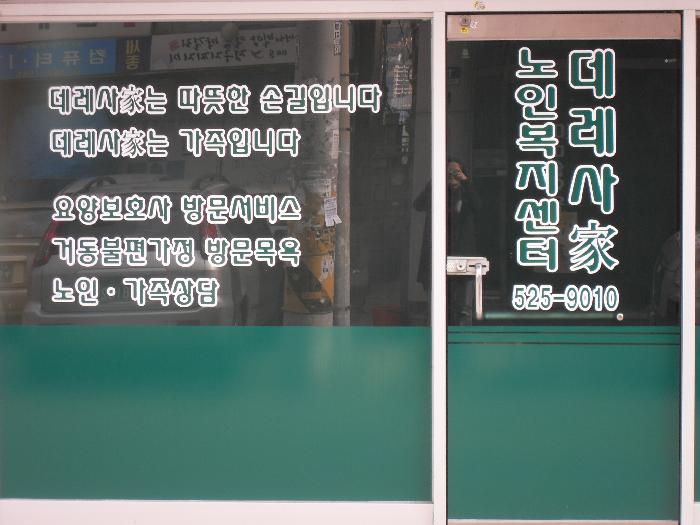 데레사家는 따뜻한 손길입니다
데레사家는 가족입니다
요양보호사 방문서비스
거동불편가정 방문목욕
노인·가족상담
데레사家
노인복지센터
525-9010